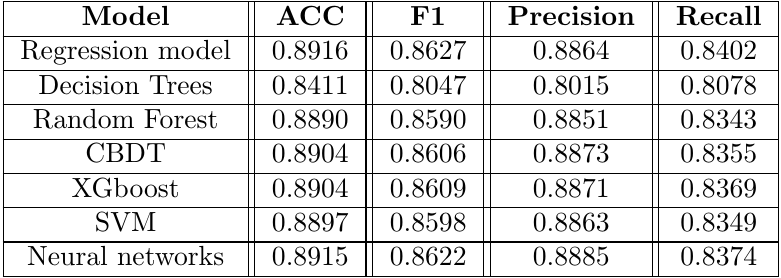 Model ACC F1 Precision Recall
Regression model 0.8916 0.8627 0.8864 0.8402
Decision Trees 0.8411 0.8047 0.8015 0.8078
Random Forest 0.8890 0.8590 0.8851 0.8343
CBDT 0.8904 0.8606 0.8873 0.8355
XGboost 0.8904 0.8609 0.8871 0.8369
SVM 0.8897 0.8598 0.8863 0.8349
Neural networks 0.8915 0.8622 0.8885 0.8374